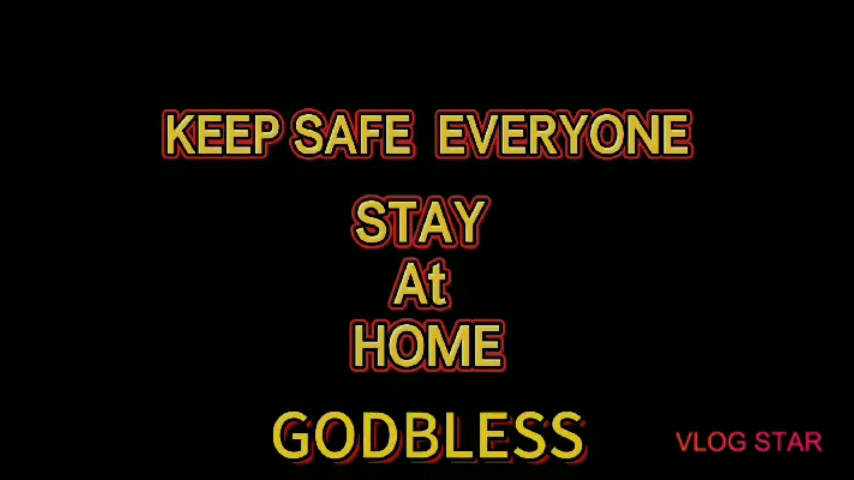 KEEP SAFE EVERYONE
STAY
At
HOME
GODBLESS
VLOG STAR